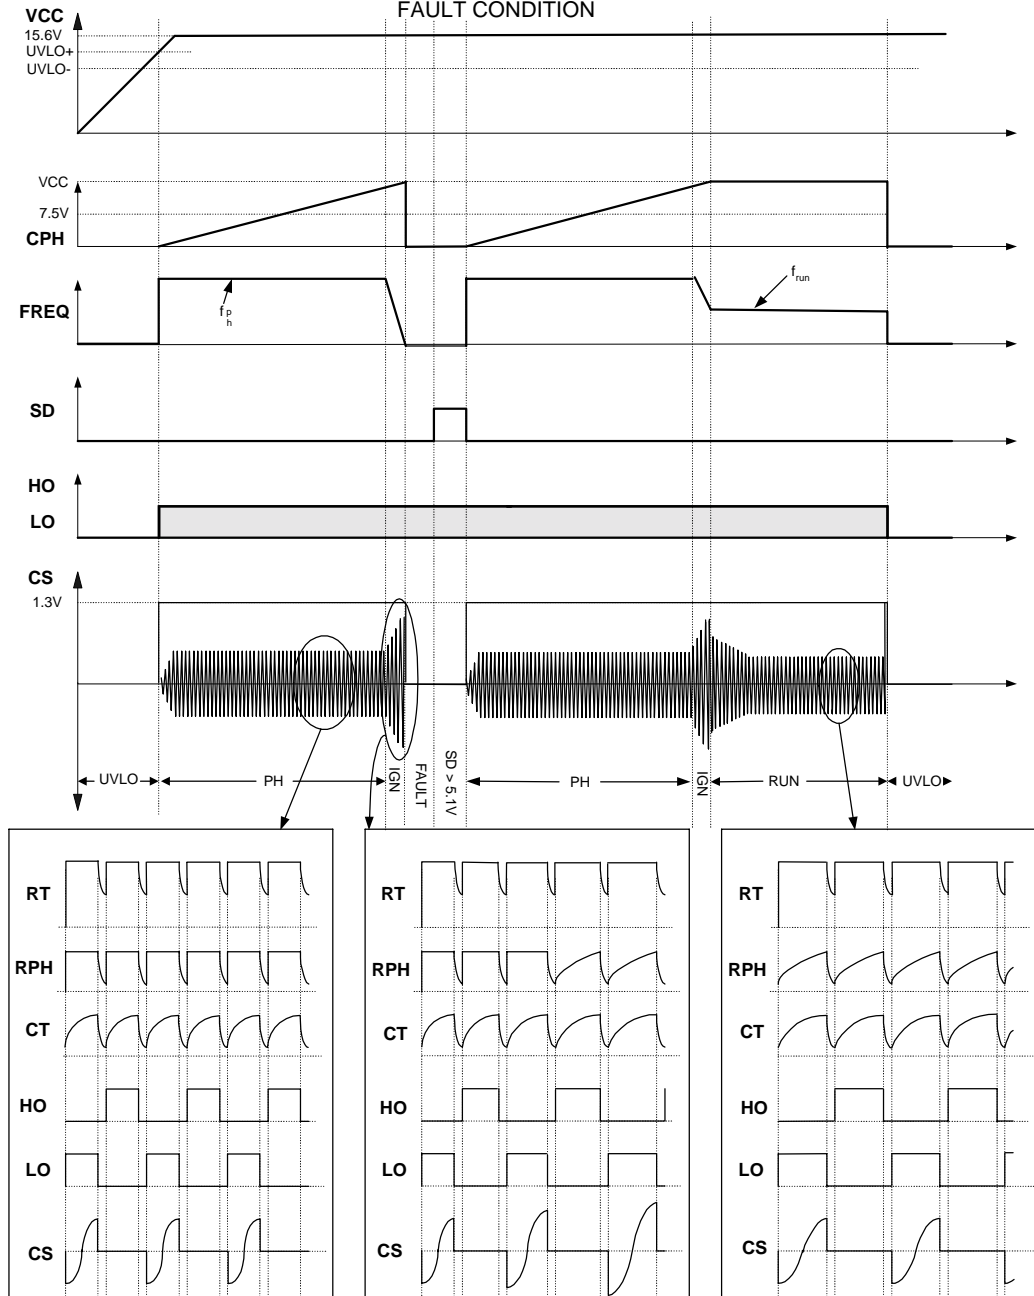 FAULT CONDITION
VCC
15.6V
UVLO+
UVLO-
VCC
7.5V
CPH
FREQ
f ph
f run
SD
HO
LO
CS
1.3V
UVLO
PH
IGN
FAULT
SD > 5.1V
PH
IGN
RUN
UVLO
RT
RPH
CT
HO
LO
CS
RT
RPH
CT
HO
LO
CS
RT
RPH
CT
HO
LO
CS